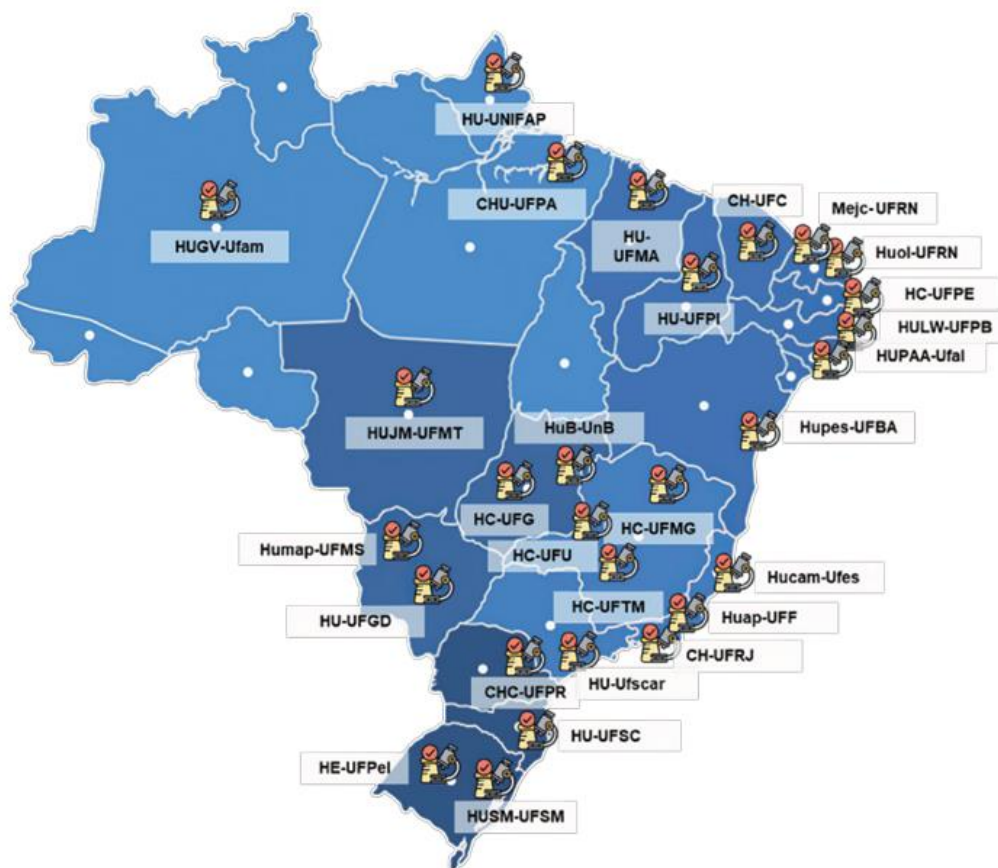 HU-UNIFAP
CHU-UFPA
CH-UFC
Mejc-UFRN
HUGV-Ufam
HU-
UFMA
Huol-UFRN
HC-UFPE
HU-UFPI
HULW-UFPB
HUPAA-Ufal
HUJM-UFMT
HuB-UnB
Hupes-UFBA
HC-UFG
HC-UFMG
Humap-UFMS
HC-UFU
Hucam-Ufes
HU-UFGD
HC-UFTM
Huap-UFF
CH-UFRJ
CHC-UFPR
HU-Ufscar
HU-UFSC
HE-UFPel
HUSM-UFSM